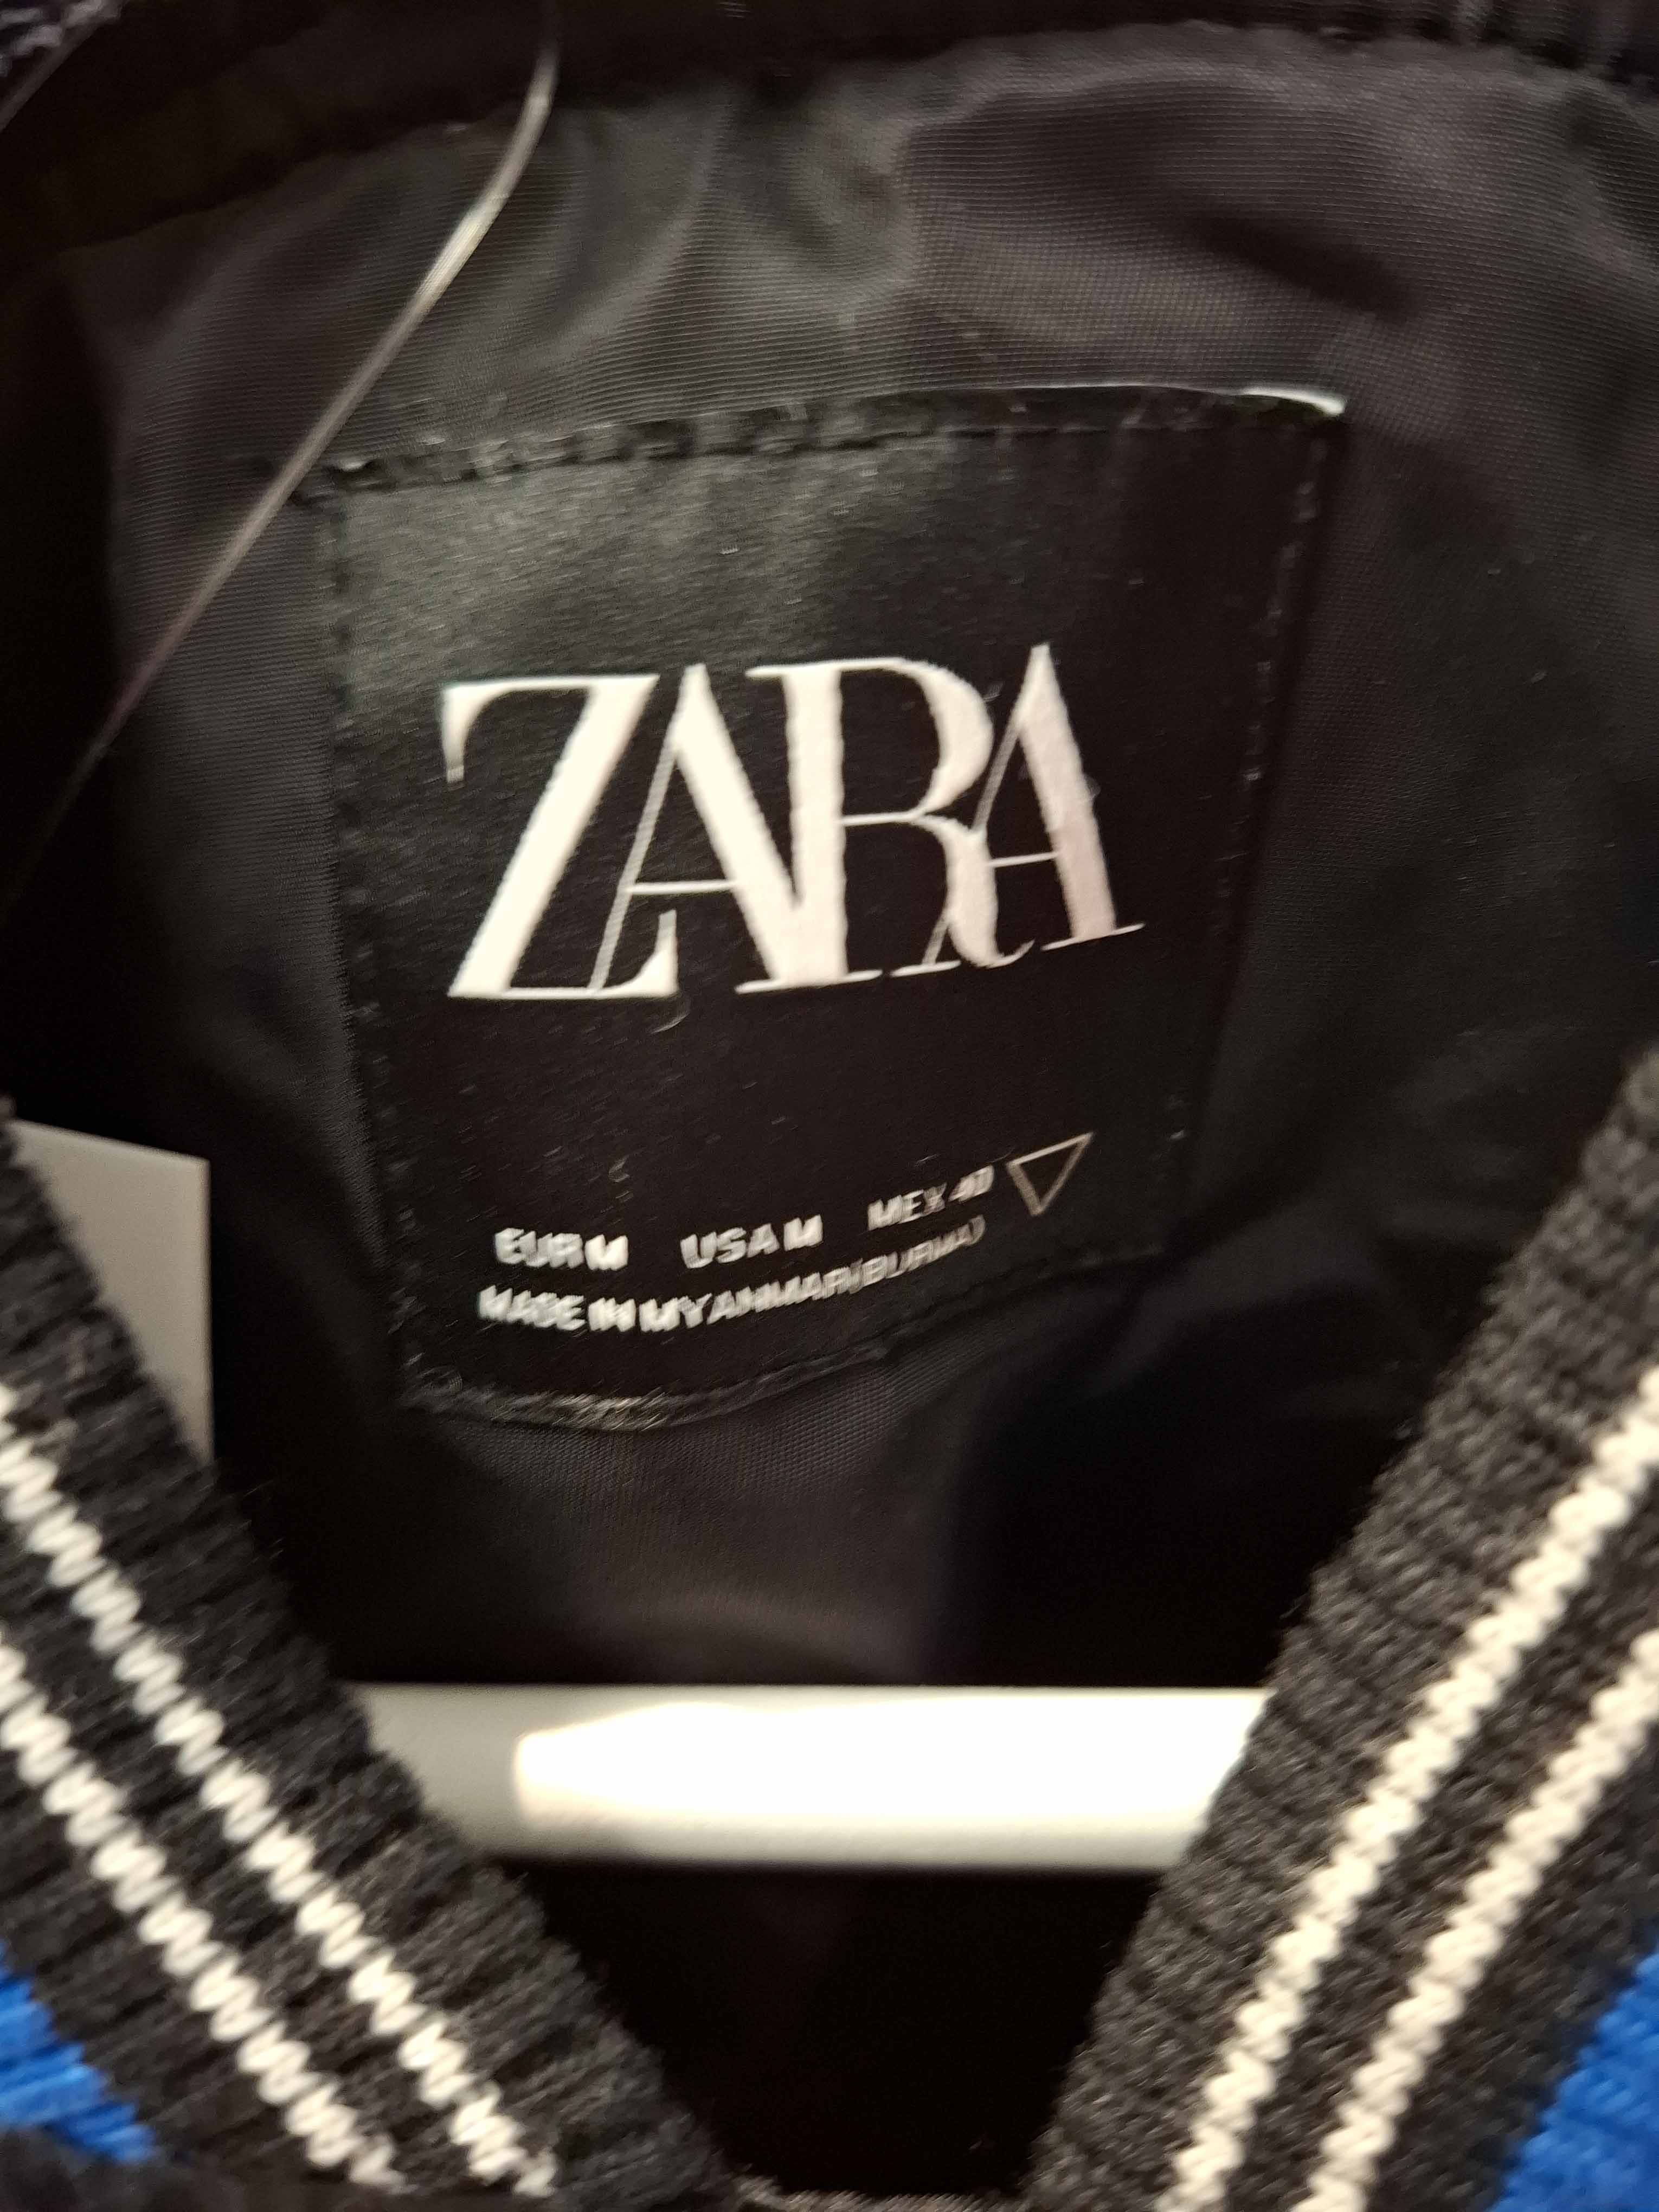 ZARA
EUR M USA M MEX 40
MADE IN MYANMAR(BURMA)